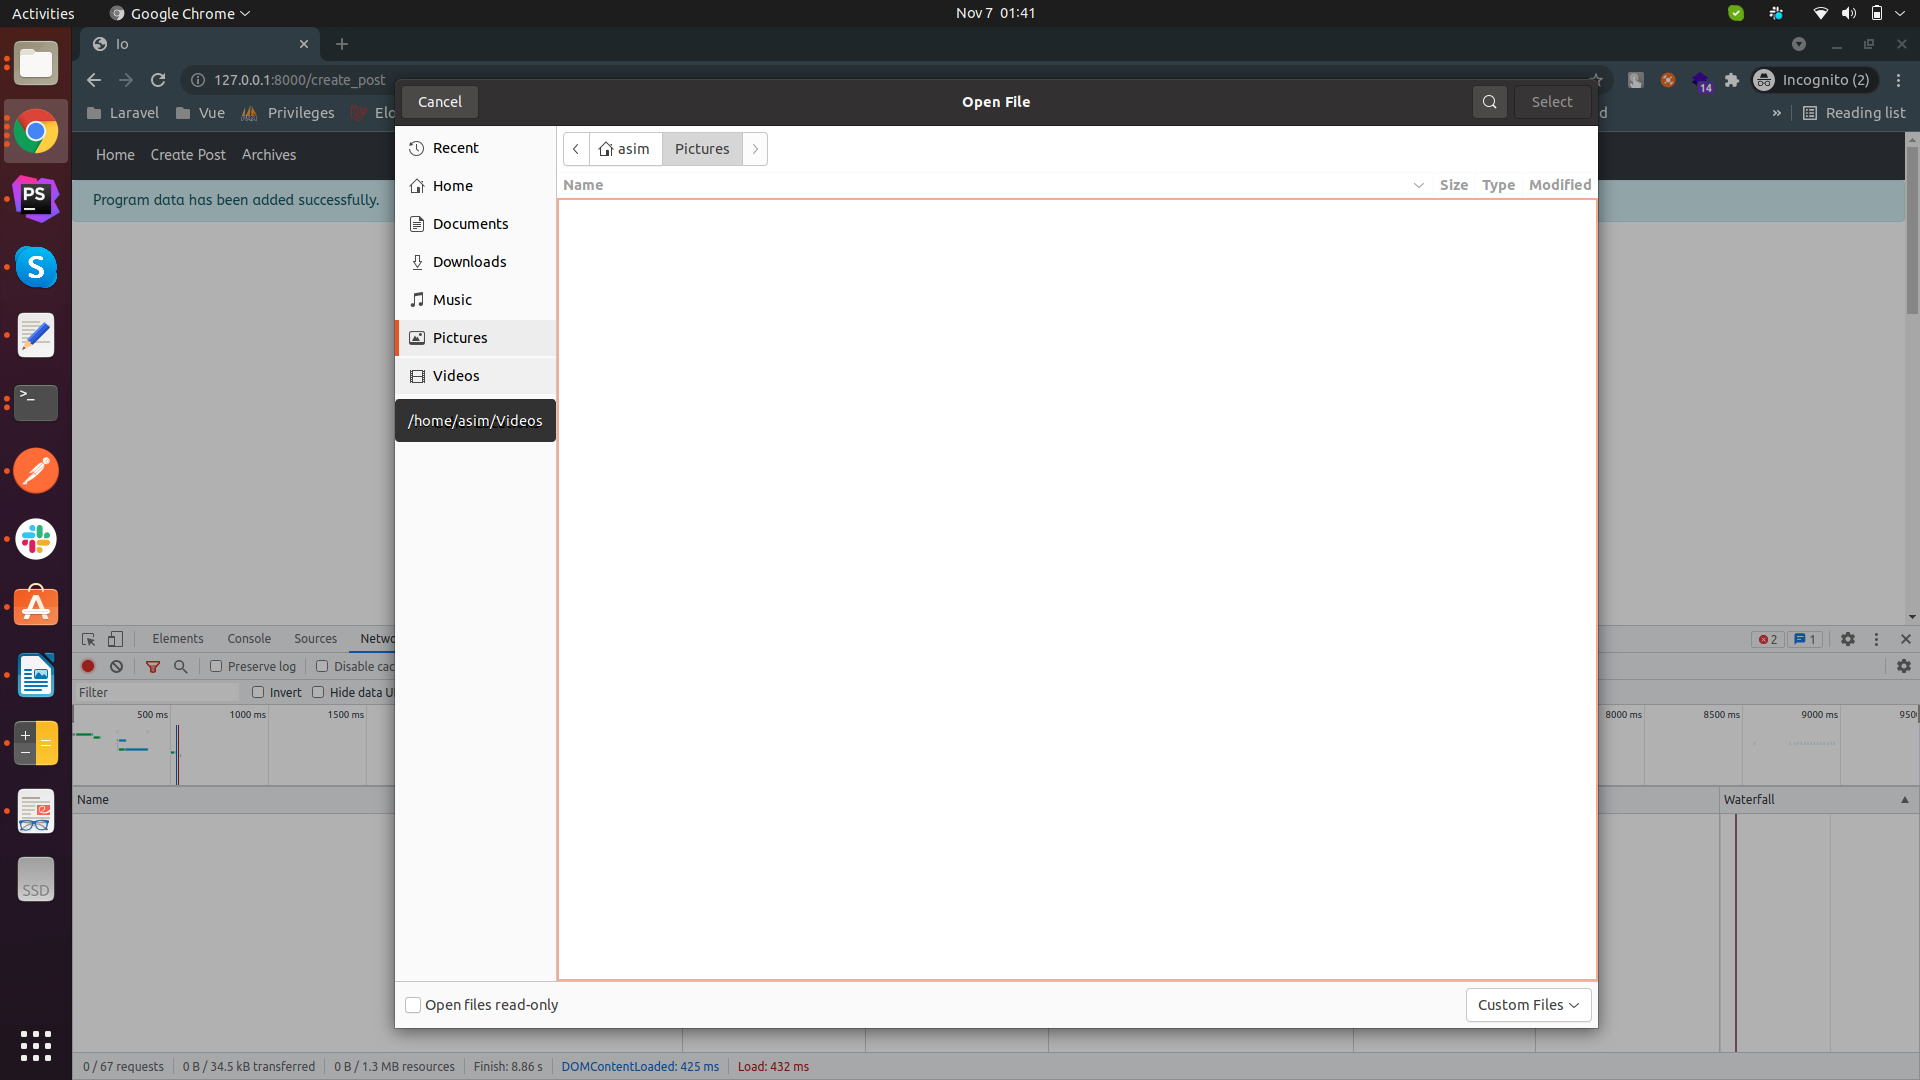 Activities
Google Chrome
Nov 7 01:41
Io
127.0.0.1:8000/create_post
14
Incognito (2)
Laravel
Vue
Privileges
Elo
d
»
Reading list
Home
Create Post
Archives
Program data has been added successfully.
Cancel
Open File
Select
Recent
Home
Documents
Downloads
Music
Pictures
Videos
/home/asim/Videos
asim
Pictures
Name
Size
Type
Modified
Open files read-only
Custom Files
PS
S
>_
SSD
Elements
Console
Sources
Netwo
2
1
Preserve log
Disable cac
Filter
Invert
Hide data U
500 ms
1000 ms
1500 ms
8000 ms
8500 ms
9000 ms
950
Name
Waterfall
0 / 67 requests
0 B / 34.5 kB transferred
0 B / 1.3 MB resources
Finish: 8.86 s
DOMContentLoaded: 425 ms
Load: 432 ms